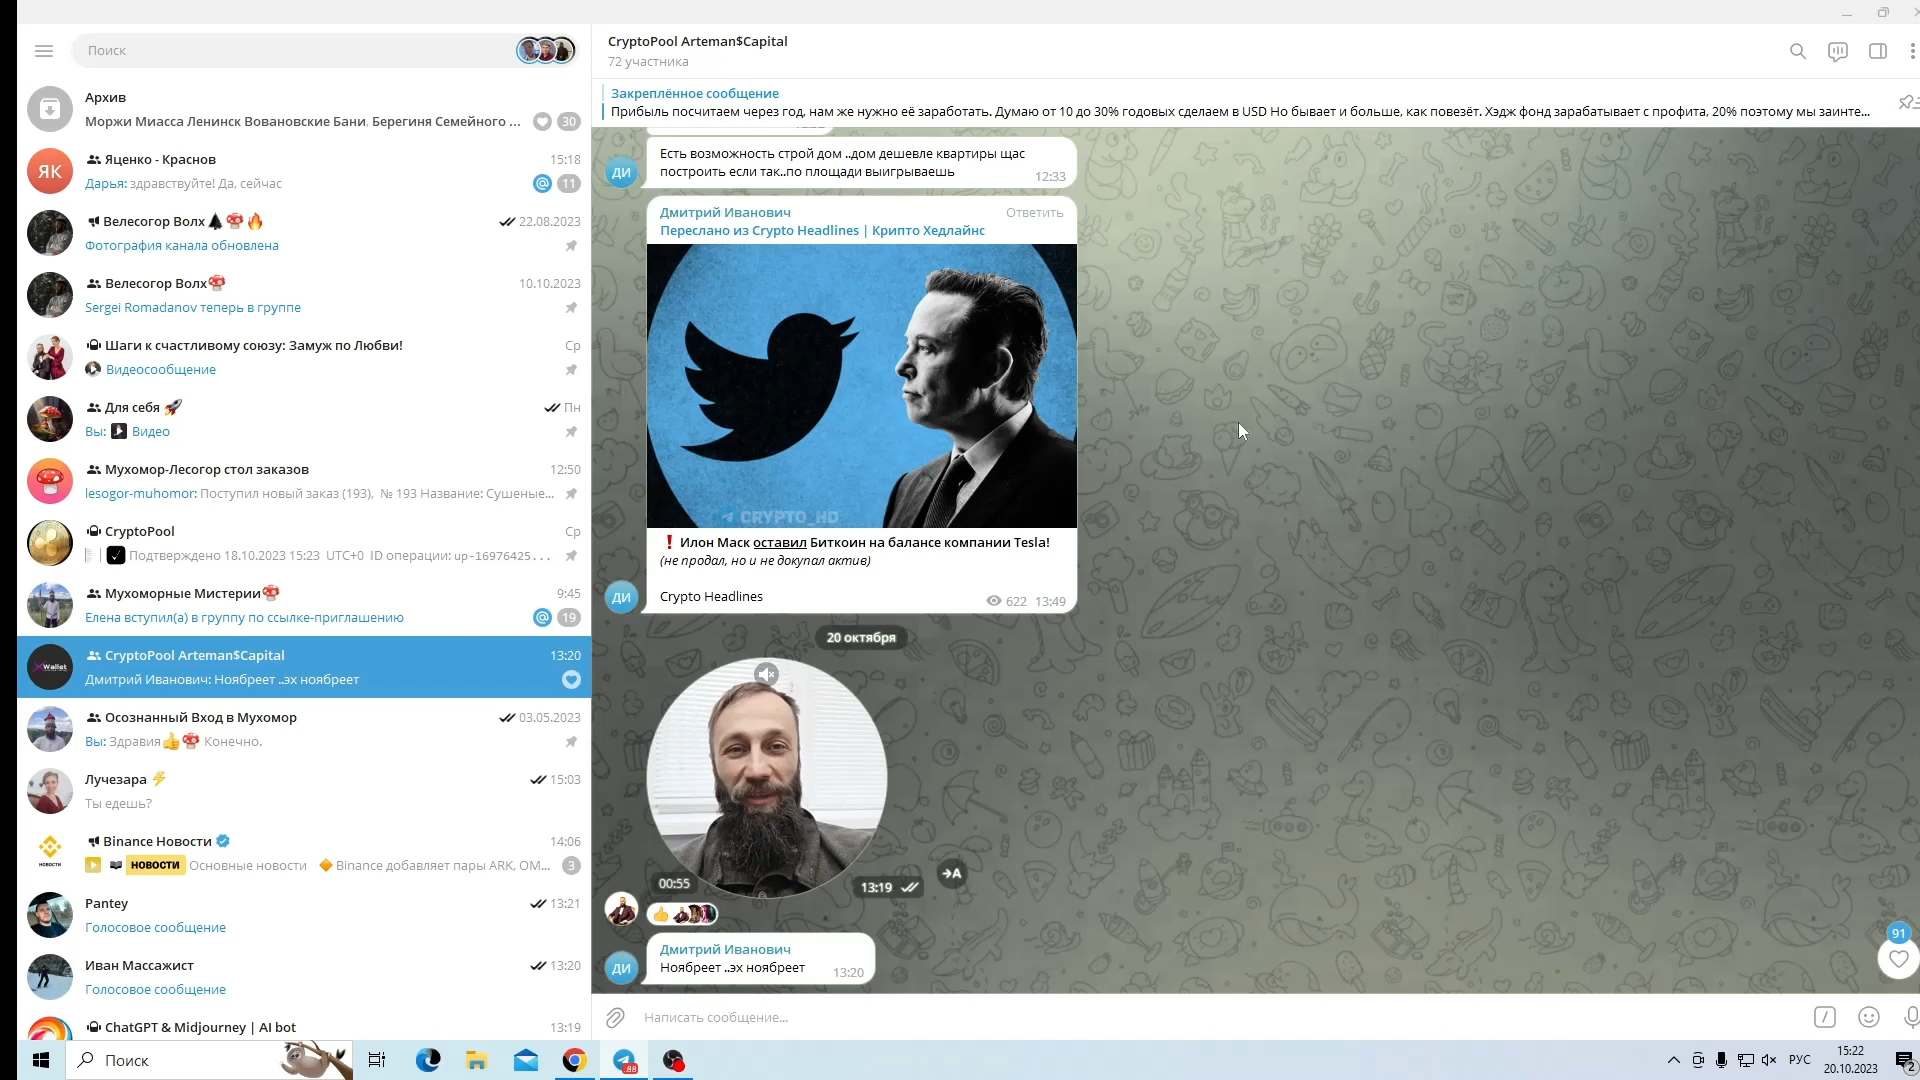 Поиск
Архив
Моржи Миасса Ленинск Вовановские Бани, Берегиня Семейного ...
30
ЯК
Яценко - Краснов
15:18
Дарья: здравствуйте! Да, сейчас
11
Велесогор Волх
22.08.2023
Фотография канала обновлена
Велесогор Волх
10.10.2023
Sergei Romadanov теперь в группе
Шаги к счастливому союзу: Замуж по Любви!
Ср
Видеосообщение
Для себя
Пн
Вы: Видео
Мухомор-Лесогор стол заказов
12:50
lesogor-muhomor: Поступил новый заказ (193), № 193 Название: Сушеные...
CryptoPool
Ср
Подтверждено 18.10.2023 15:23 UTC+0 ID операции: up-16976425...
Мухоморные Мистерии
9:45
Елена вступил(а) в группу по ссылке-приглашению
19
Wallet
CryptoPool Arteman$Capital
13:20
Дмитрий Иванович: Ноябреет ..эх ноябреет
Осознанный Вход в Мухомор
03.05.2023
Вы: Здравия Конечно.
Лучезара
15:03
Ты едешь?
НОВОСТИ
Binance Новости
14:06
НОВОСТИ Основные новости Binance добавляет пары ARK, OM...
3
Pantey
13:21
Голосовое сообщение
Иван Массажист
13:20
Голосовое сообщение
ChatGPT & Midjourney | AI bot
13:19
CryptoPool Arteman$Capital
72 участника
Закреплённое сообщение
Прибыль посчитаем через год, нам же нужно её заработать. Думаю от 10 до 30% годовых сделаем в USD Но бывает и больше, как повезёт. Хэдж фонд зарабатывает с профита, 20% поэтому мы заинте...
Есть возможность строй дом ..дом дешевле квартиры щас
построить если так..по площади выигрываешь
12:33
ДИ
Дмитрий Иванович
Ответить
Переслано из Crypto Headlines | Крипто Хедлайнс
CRYPTO_HD
Илон Маск оставил Биткоин на балансе компании Tesla!
(не продал, но и не докупал актив)
Crypto Headlines
622 13:49
ДИ
20 октября
00:55
13:19
→A
Дмитрий Иванович
Ноябреет ..эх ноябреет
13:20
ДИ
91
Написать сообщение...
Поиск
88
РУС
15:22
20.10.2023
2